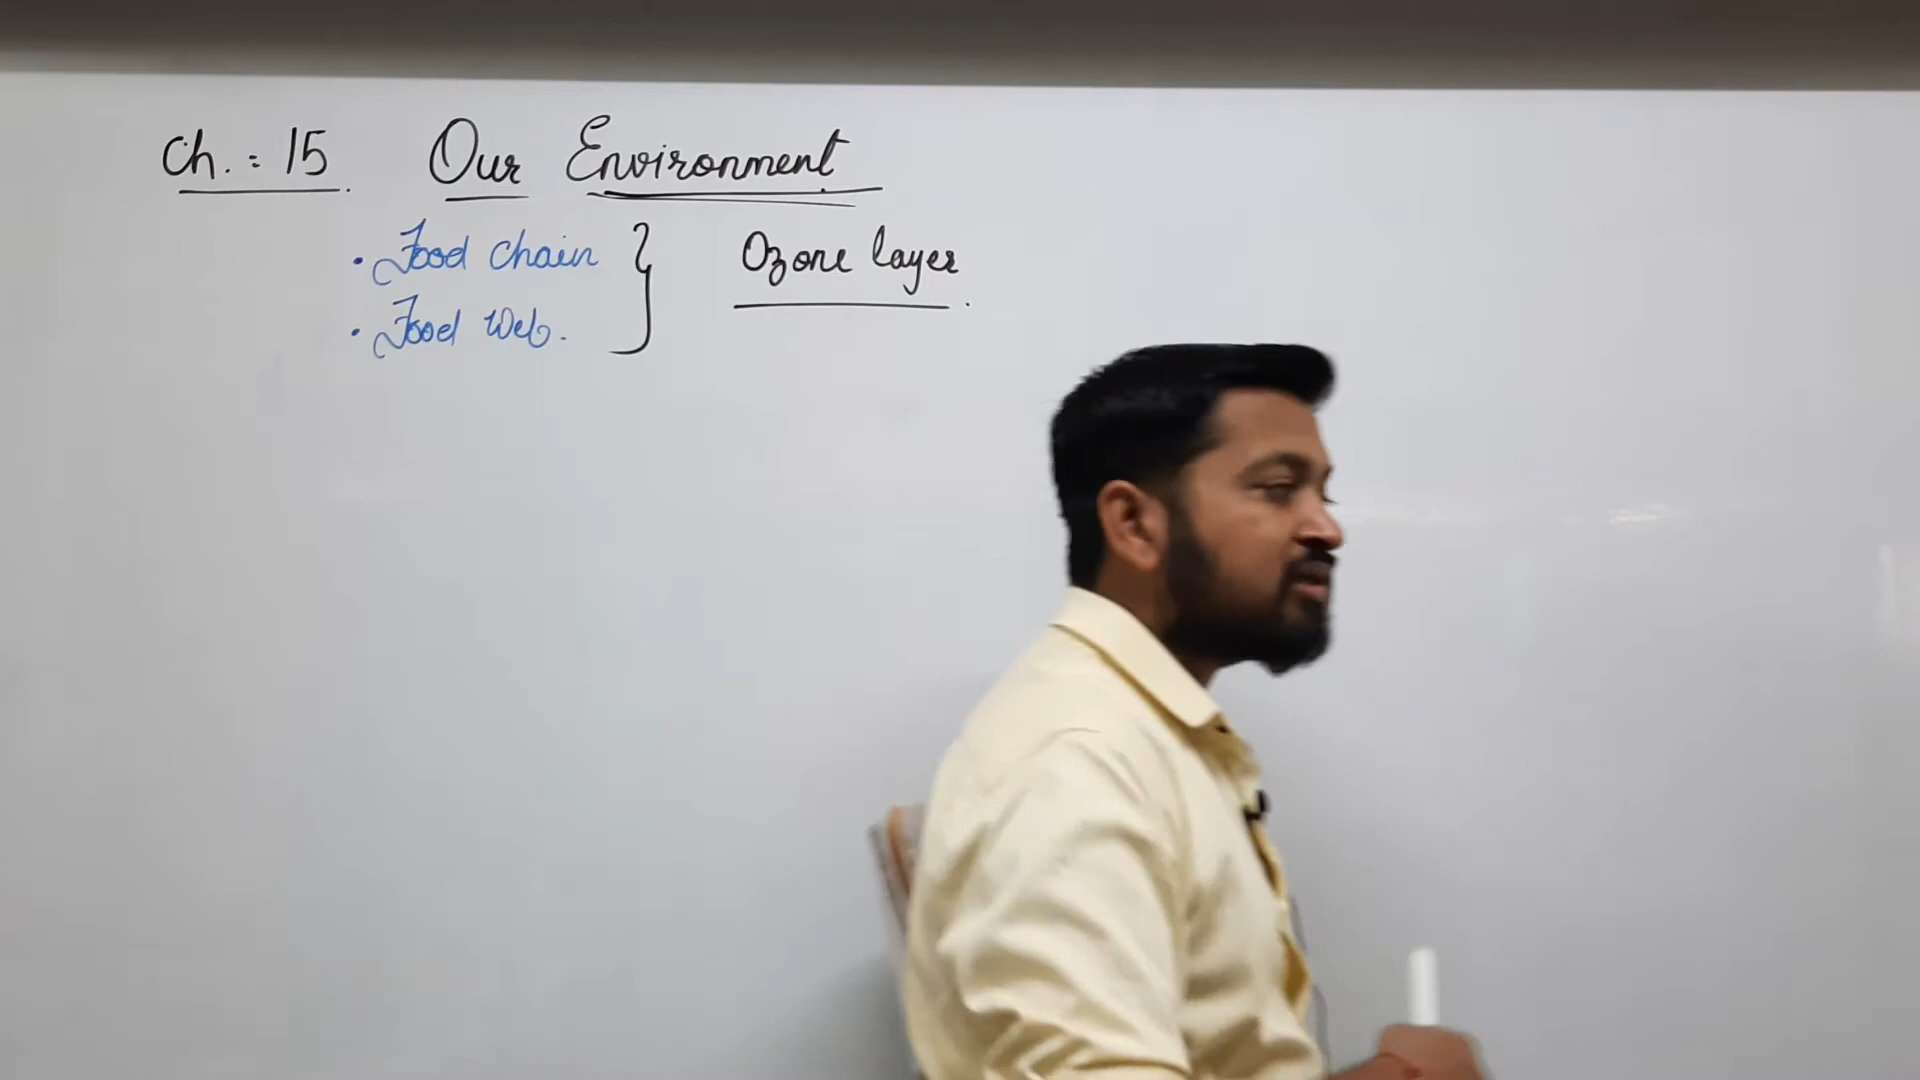 Ch. : 15 Our Environment
• Food Chain } Ozone layer.
• Food Web.